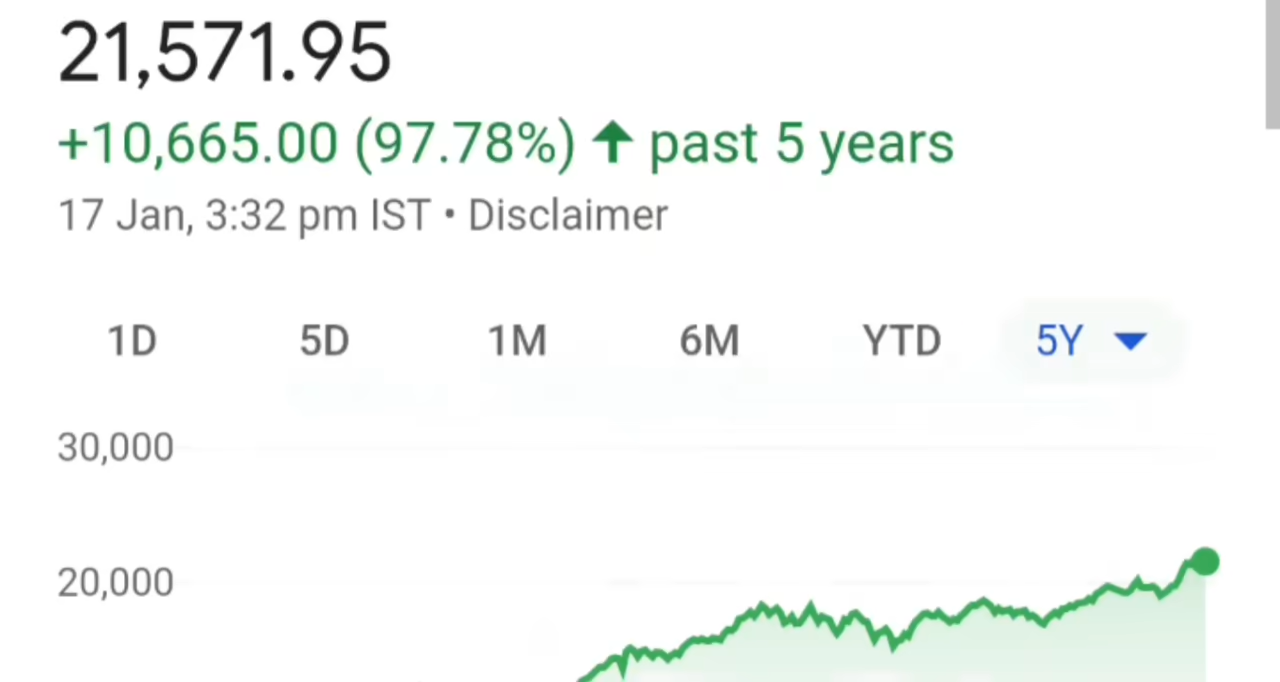 21,571.95
+10,665.00 (97.78%) ↑ past 5 years
17 Jan, 3:32 pm IST • Disclaimer
1D 5D 1M 6M YTD 5Y
30,000
20,000